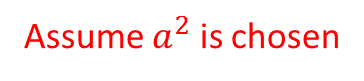 Assume a² is chosen